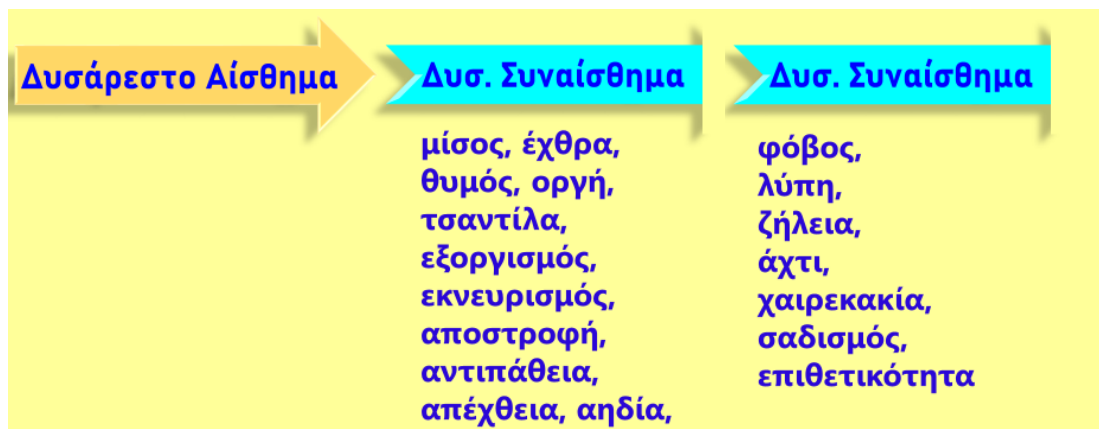 Δυσάρεστο Αίσθημα
Δυσ. Συναίσθημα
μίσος, έχθρα,
θυμός, οργή,
τσαντίλα,
εξοργισμός,
εκνευρισμός,
αποστροφή,
αντιπάθεια,
απέχθεια, αηδία,
Δυσ. Συναίσθημα
φόβος,
λύπη,
ζήλεια,
άχτι,
χαιρεκακία,
σαδισμός,
επιθετικότητα